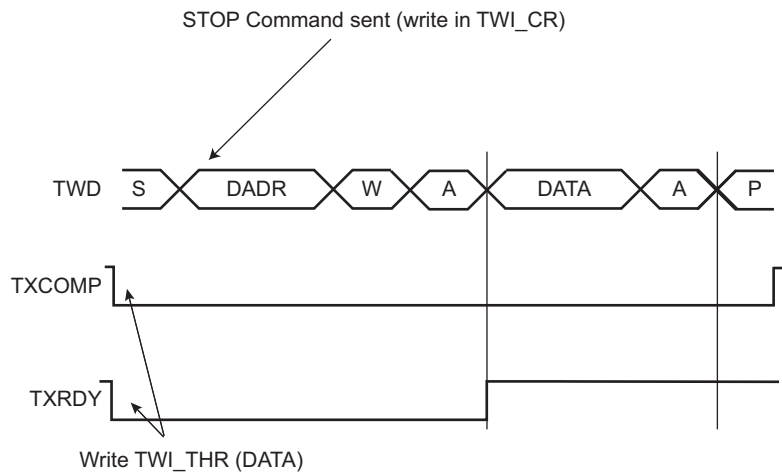 STOP Command sent (write in TWI_CR)
TWD S DADR W A DATA A P
TXCOMP
TXRDY
Write TWI_THR (DATA)